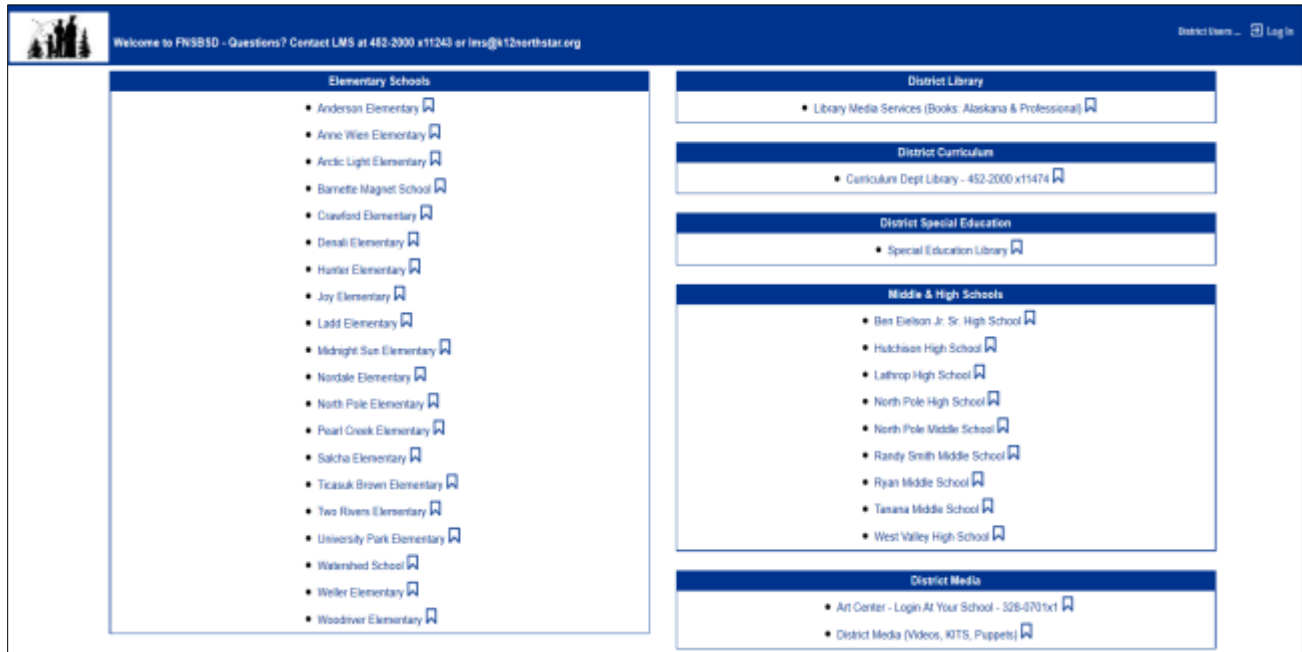 Welcome to FNSBSD - Questions? Contact LMS at 452-2000 x11243 or lms@k12northstar.org
District Users... Log In
Elementary Schools
Anderson Elementary
Anne Wien Elementary
Arctic Light Elementary
Barnette Magnet School
Crawford Elementary
Denali Elementary
Hunter Elementary
Joy Elementary
Ladd Elementary
Midnight Sun Elementary
Nordale Elementary
North Pole Elementary
Pearl Creek Elementary
Salcha Elementary
Ticasuk Brown Elementary
Two Rivers Elementary
University Park Elementary
Watershed School
Weller Elementary
Woodriver Elementary
District Library
Library Media Services (Books: Alaskana & Professional)
District Curriculum
Curriculum Dept Library - 452-2000 x11474
District Special Education
Special Education Library
Middle & High Schools
Ben Eielson Jr. Sr. High School
Hutchison High School
Lathrop High School
North Pole High School
North Pole Middle School
Randy Smith Middle School
Ryan Middle School
Tanana Middle School
West Valley High School
District Media
Art Center - Login At Your School - 328-0701x1
District Media (Videos, KITS, Puppets)